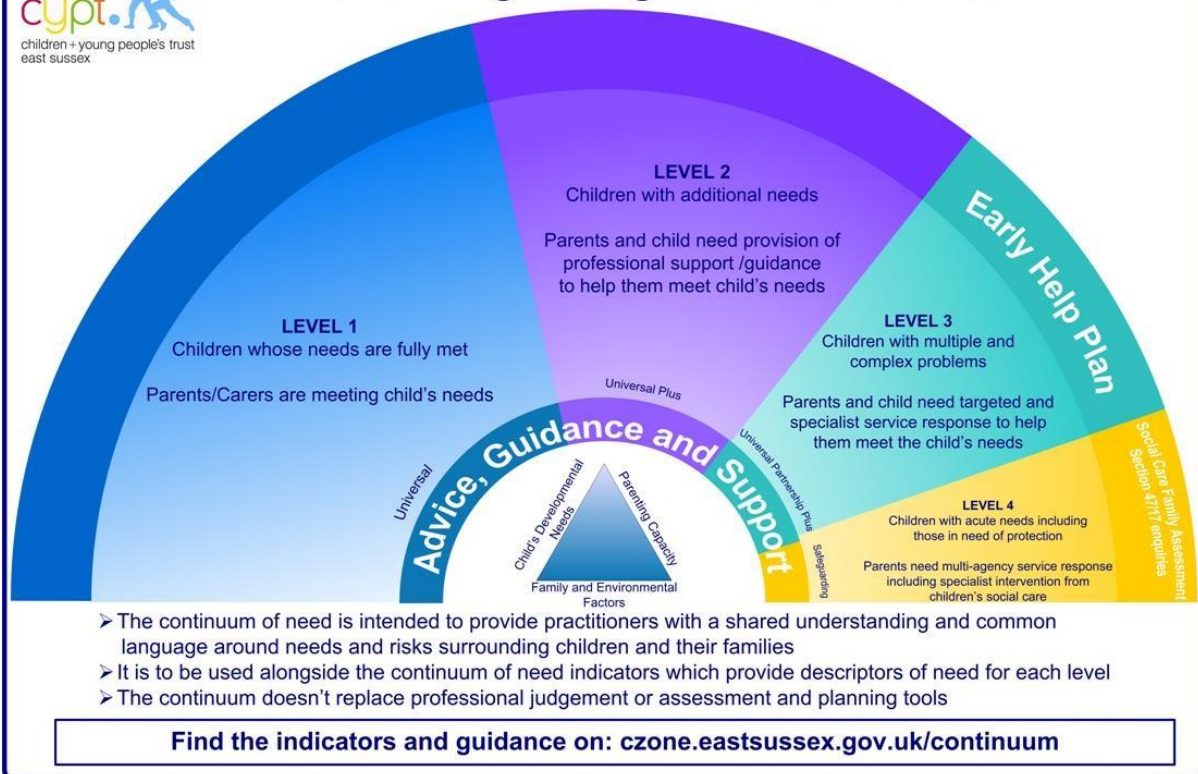 cypt.
children + young people's trust
east sussex
LEVEL 1
Children whose needs are fully met
Parents/Carers are meeting child's needs
LEVEL 2
Children with additional needs
Parents and child need provision of
professional support /guidance
to help them meet child's needs
LEVEL 3
Children with multiple and
complex problems
Parents and child need targeted and
specialist service response to help
them meet the child's needs
LEVEL 4
Children with acute needs including
those in need of protection
Parents need multi-agency service response
including specialist intervention from
children's social care
Early Help Plan
Social Care Family Assessment
Section 47/17 enquiries
Universal
Universal Plus
Universal Partnership Plus
Safeguarding
Advice, Guidance and Support
Child's Developmental
Needs
Parenting Capacity
Family and Environmental
Factors
➢ The continuum of need is intended to provide practitioners with a shared understanding and common
language around needs and risks surrounding children and their families
➢ It is to be used alongside the continuum of need indicators which provide descriptors of need for each level
➢ The continuum doesn't replace professional judgement or assessment and planning tools
Find the indicators and guidance on: czone.eastsussex.gov.uk/continuum